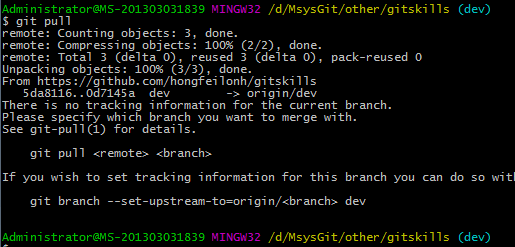 Administrator@MS-201303031839 MINGW32 /d/MsysGit/other/gitskills (dev)
$ git pull
remote: Counting objects: 3, done.
remote: Compressing objects: 100% (2/2), done.
remote: Total 3 (delta 0), reused 3 (delta 0), pack-reused 0
Unpacking objects: 100% (3/3), done.
From https://github.com/hongfeilonh/gitskills
   5da8116..0d7145a  dev        -> origin/dev
There is no tracking information for the current branch.
Please specify which branch you want to merge with.
See git-pull(1) for details.
    git pull <remote> <branch>
If you wish to set tracking information for this branch you can do so with
    git branch --set-upstream-to=origin/<branch> dev
Administrator@MS-201303031839 MINGW32 /d/MsysGit/other/gitskills (dev)